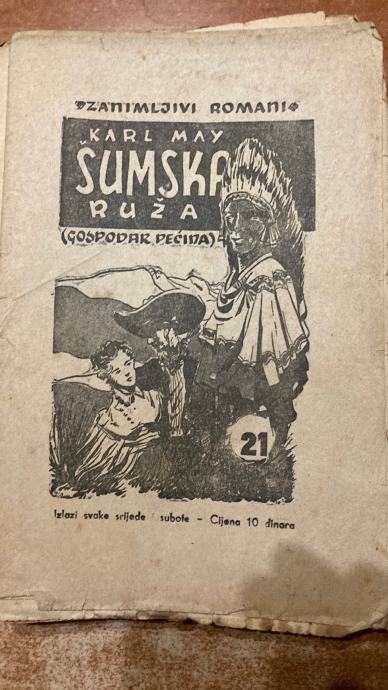 ZANIMLJIVI ROMANI
KARL MAY
ŠUMSKA
RUŽA
(GOSPODAR PEĆINA)
21
Izlazi svake srijede i subote - Cijena 10 dinara